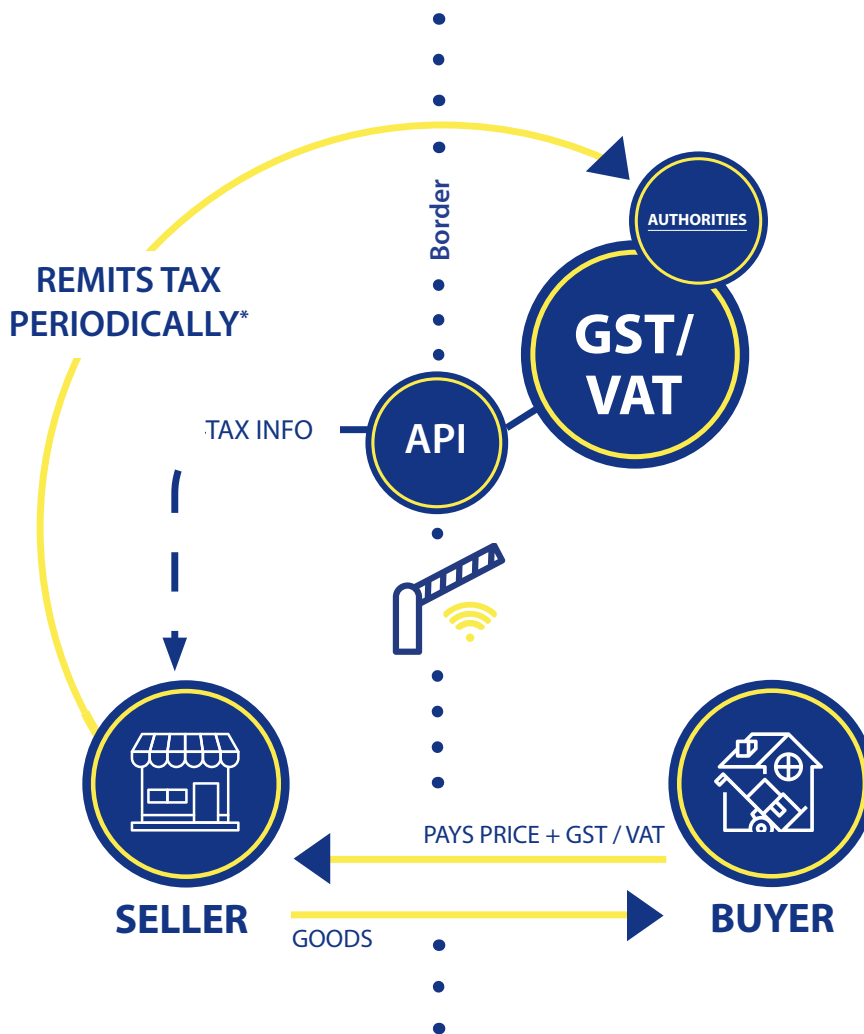 Border
AUTHORITIES
REMITS TAX
PERIODICALLY*
GST/
VAT
TAX INFO
API
PAYS PRICE + GST / VAT
SELLER
BUYER
GOODS